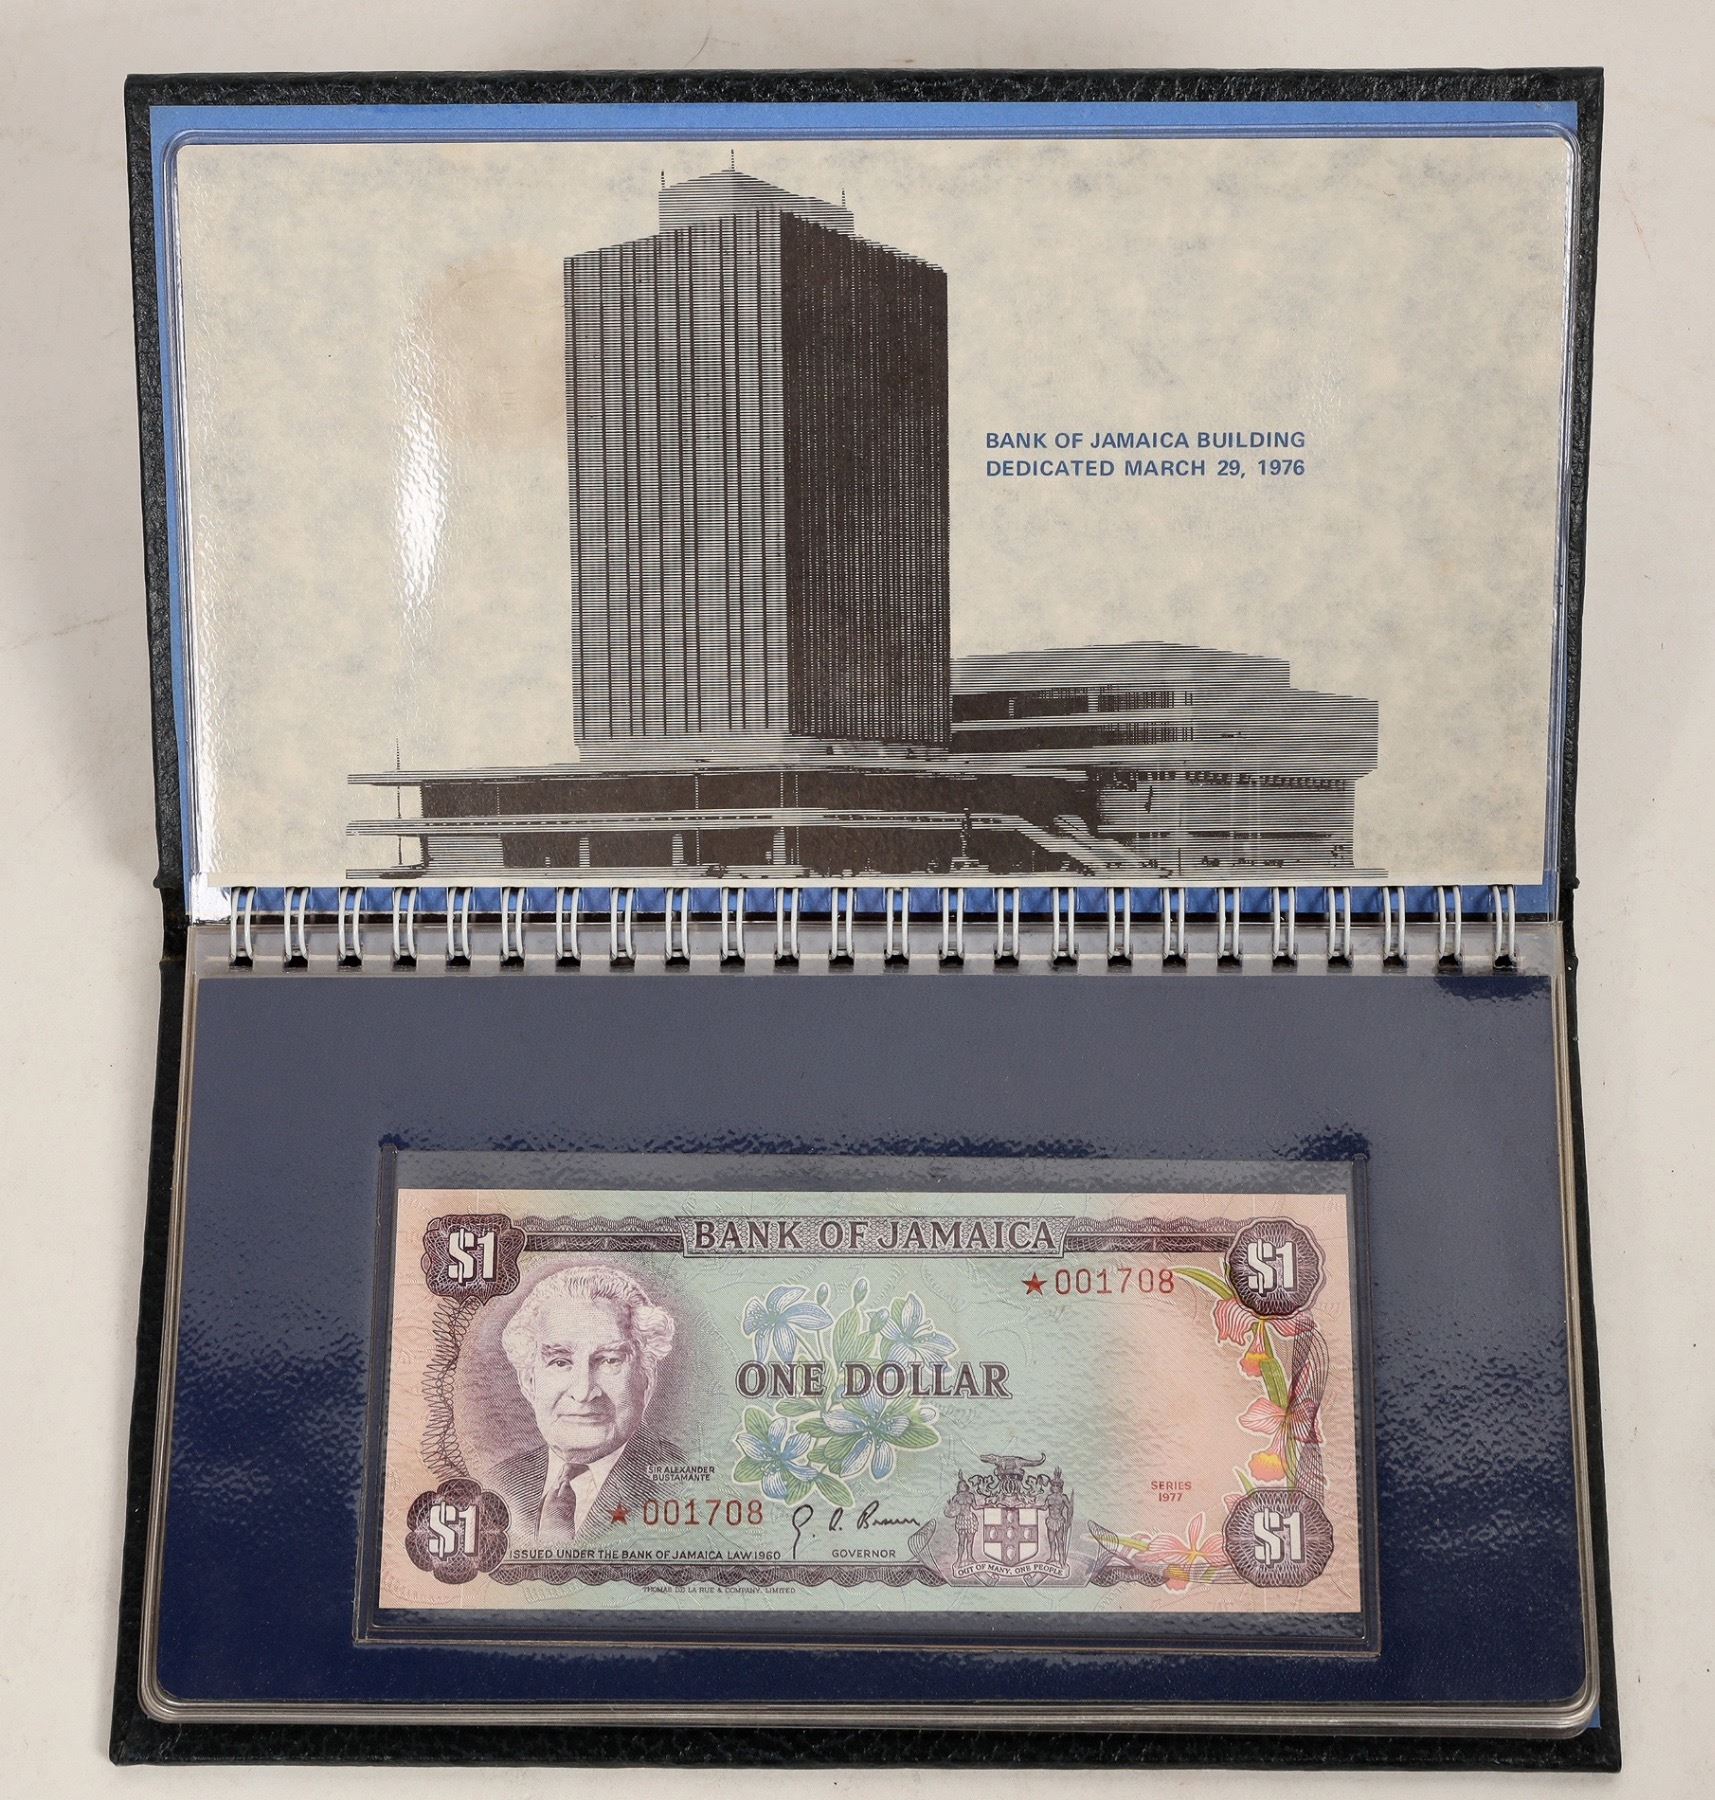 BANK OF JAMAICA BUILDING
DEDICATED MARCH 29, 1976
$1
BANK OF JAMAICA
$1
★001708
ONE DOLLAR
SIR ALEXANDER
BUSTAMANTE
SERIES
1977
★001708
G. A. Brown
$1
ISSUED UNDER THE BANK OF JAMAICA LAW 1960
GOVERNOR
OUT OF MANY, ONE PEOPLE
$1
THOMAS DE LA RUE & COMPANY, LIMITED